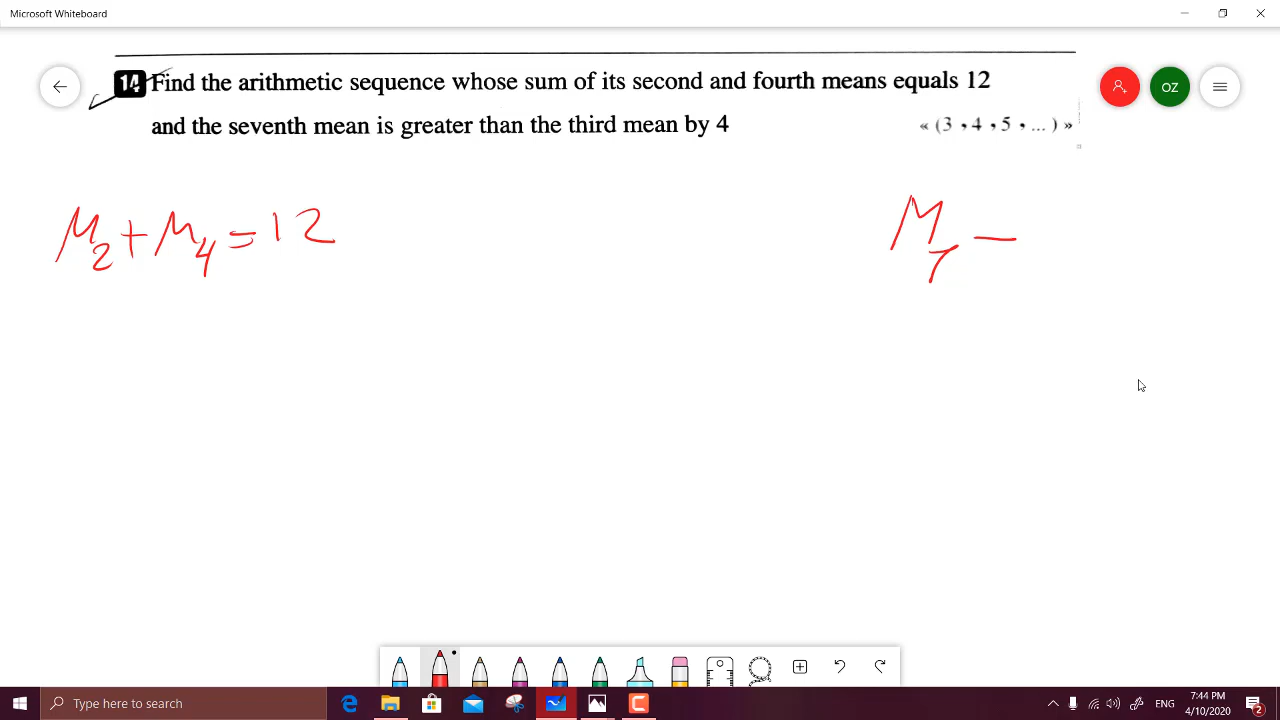 Microsoft Whiteboard
14 Find the arithmetic sequence whose sum of its second and fourth means equals 12
and the seventh mean is greater than the third mean by 4 « (3 , 4 , 5 , ... ) »
OZ
M₂ + M₄ = 12 M₇ —
Type here to search
ENG
7:44 PM
4/10/2020
2